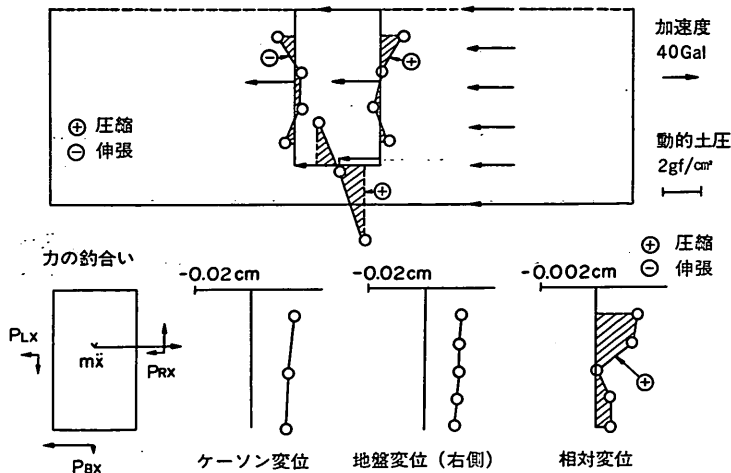 加速度
40Gal
⊖
⊕
⊕ 圧縮
⊖ 伸張
動的土圧
2gf/cm²
⊕
⊕ 圧縮
⊖ 伸張
力の釣合い
-0.02cm
-0.02cm
-0.002cm
PLX
mẍ
PRX
⊕
PBX
ケーソン変位
地盤変位（右側）
相対変位